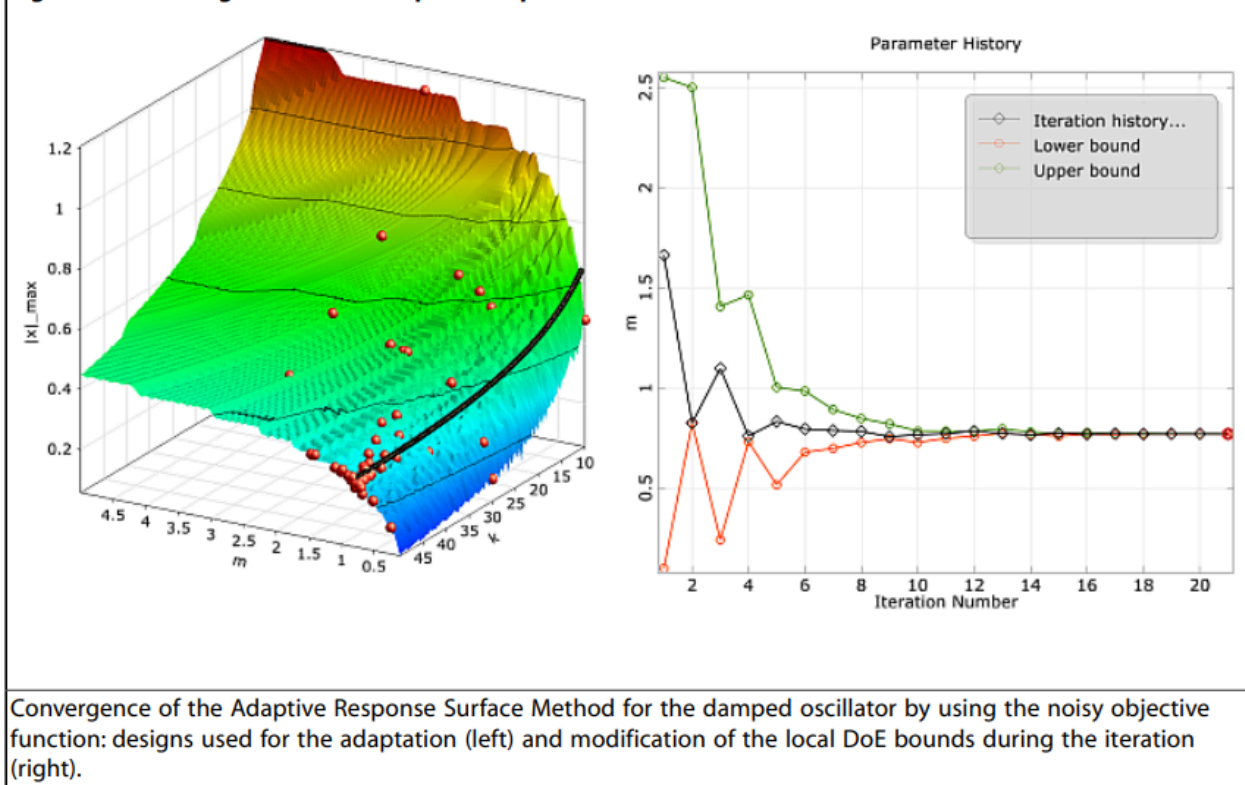 1.2
1
0.8
0.6
0.4
0.2
|x|_max
4.5
4
3.5
3
2.5
2
1.5
1
0.5
m
45
40
35
30
25
20
15
10
k
Parameter History
2.5
2
1.5
1
0.5
m
Iteration history...
Lower bound
Upper bound
2 4 6 8 10 12 14 16 18 20
Iteration Number
Convergence of the Adaptive Response Surface Method for the damped oscillator by using the noisy objective
function: designs used for the adaptation (left) and modification of the local DoE bounds during the iteration
(right).